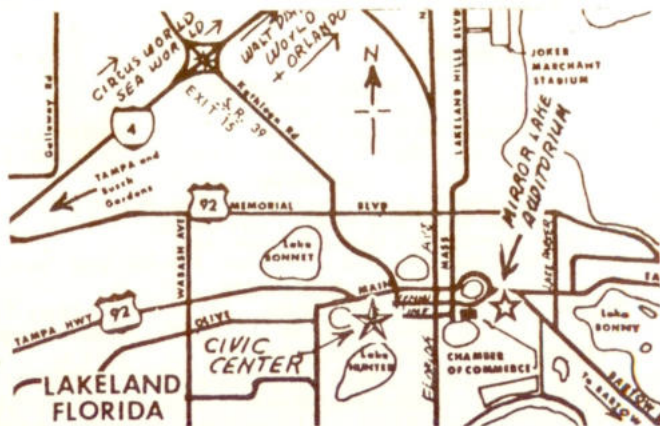 CIRCUS WORLD
SEA WORLD
WALT DISNEY
WORLD
+ ORLANDO
2
N
LAKELAND HILLS BLVD
JOKER
MARCHANT
STADIUM
Galloway Rd
4
S.R. 39
EXIT 15
Kathleen Rd
MIRROR LAKE
AUDITORIUM
TAMPA and
Busch
Gardens
92
MEMORIAL
BLVD
WABASH AVE
Lake
BONNET
AVE
MASS
LAKE PARKER
MAIN
92
TAMPA HWY
OLIVE
Lake
BONNY
CIVIC
CENTER
Lake
HUNTER
FLORIDA
CHAMBER
OF COMMERCE
LAKELAND
FLORIDA
BARTOW
To BARTOW